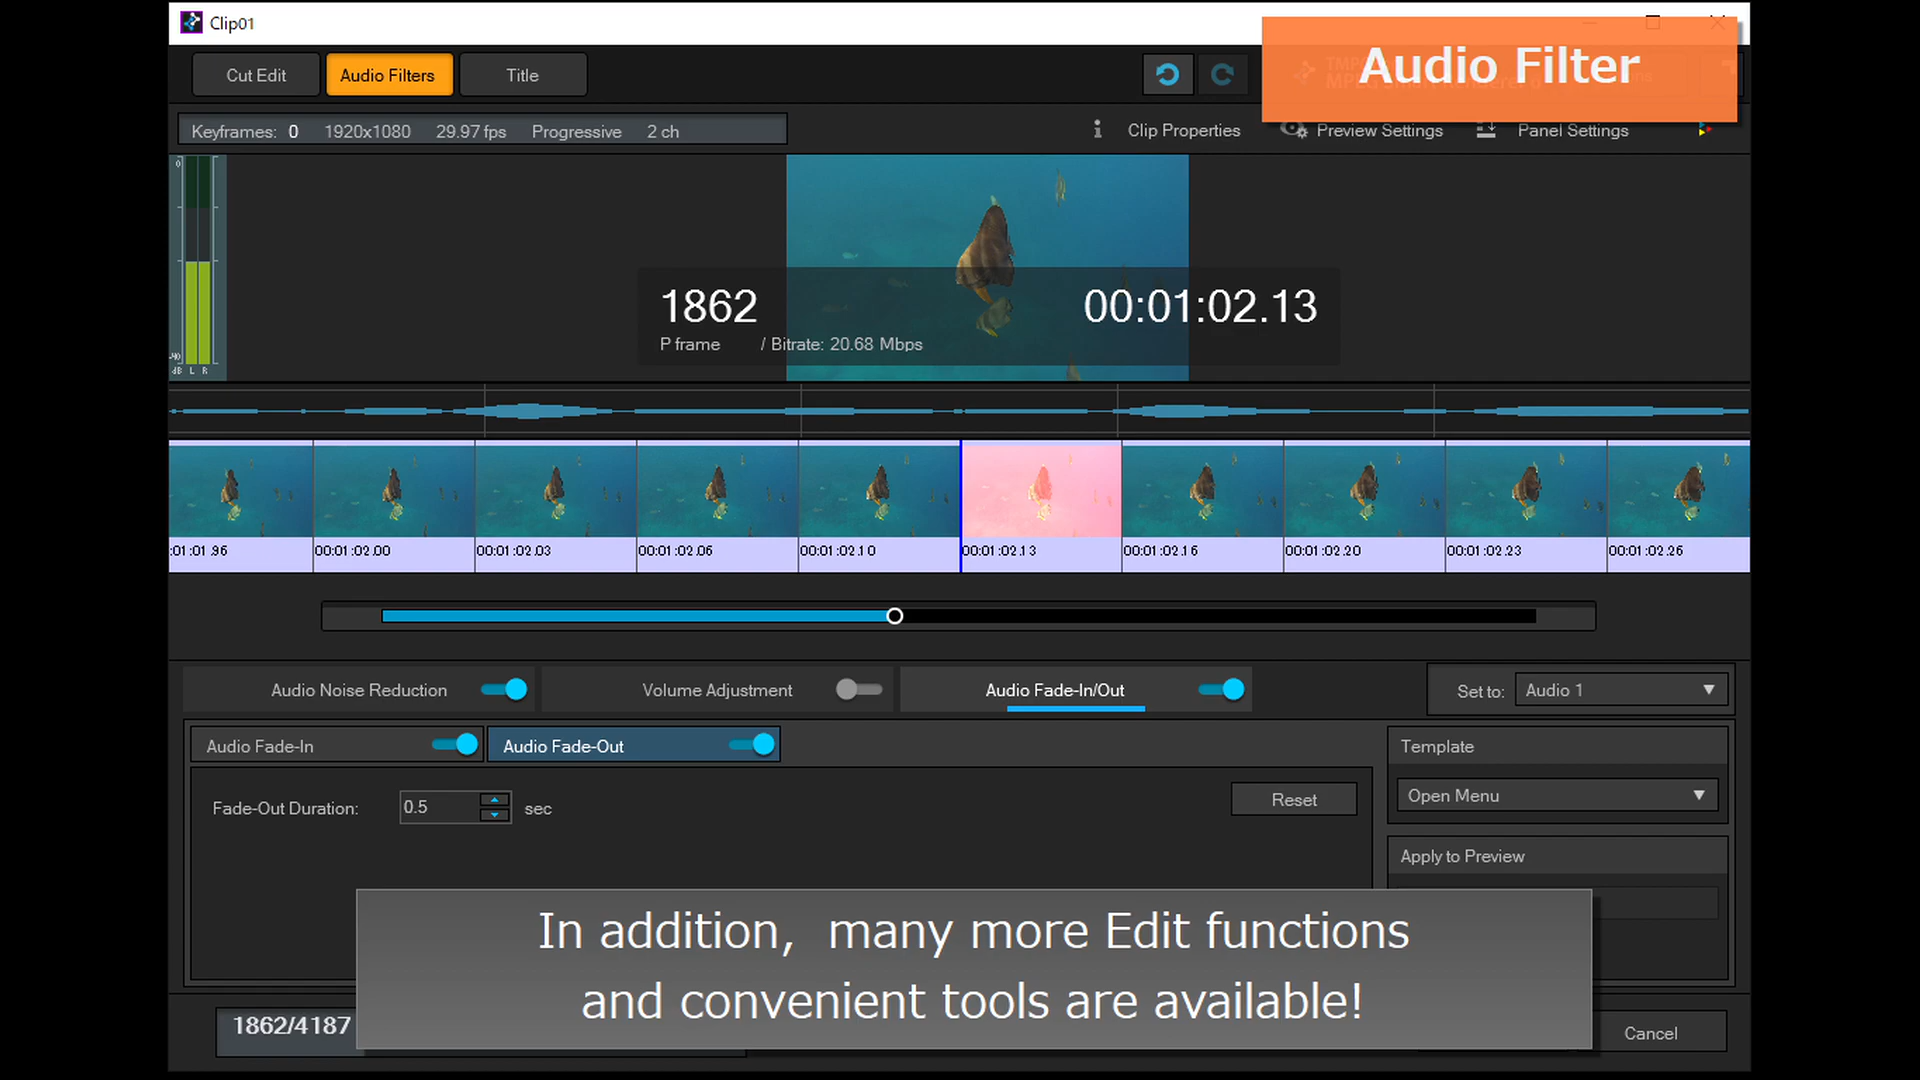 Clip01
Audio Filter
Cut Edit
Audio Filters
Title
Keyframes: 0 1920x1080 29.97 fps Progressive 2 ch
Clip Properties
Preview Settings
Panel Settings
0
-40
dB L R
1862
00:01:02.13
P frame / Bitrate: 20.68 Mbps
:01:01.96
00:01:02.00
00:01:02.03
00:01:02.06
00:01:02.10
00:01:02.13
00:01:02.16
00:01:02.20
00:01:02.23
00:01:02.26
Audio Noise Reduction
Volume Adjustment
Audio Fade-In/Out
Set to: Audio 1
Audio Fade-In
Audio Fade-Out
Template
Fade-Out Duration: 0.5 sec
Reset
Open Menu
Apply to Preview
In addition, many more Edit functions
and convenient tools are available!
1862/4187
Cancel